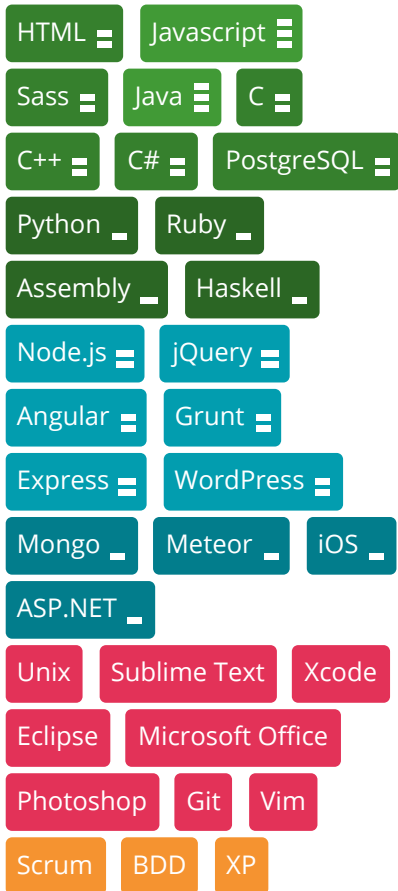 HTML Javascript
Sass Java C
C++ C# PostgreSQL
Python Ruby
Assembly Haskell
Node.js jQuery
Angular Grunt
Express WordPress
Mongo Meteor iOS
ASP.NET
Unix Sublime Text Xcode
Eclipse Microsoft Office
Photoshop Git Vim
Scrum BDD XP